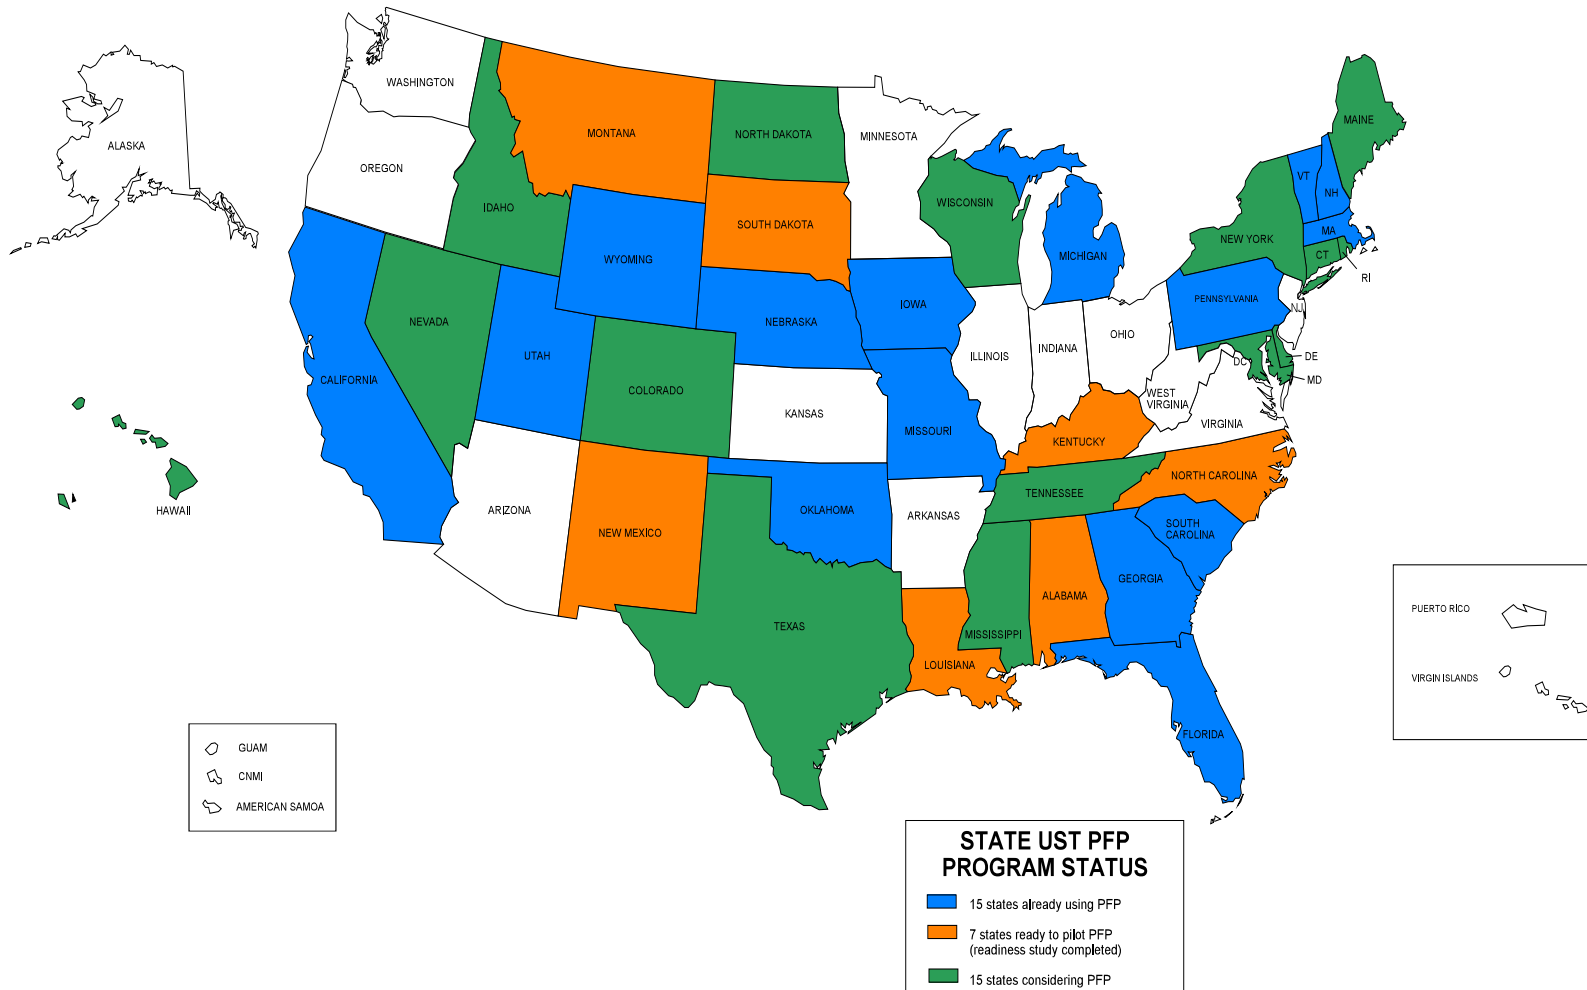 WASHINGTON
ALASKA
OREGON
MONTANA
IDAHO
NORTH DAKOTA
MINNESOTA
SOUTH DAKOTA
WISCONSIN
MICHIGAN
MAINE
VT
NH
NEW YORK
MA
CT
RI
WYOMING
NEBRASKA
IOWA
PENNSYLVANIA
NJ
NEVADA
UTAH
CALIFORNIA
COLORADO
KANSAS
MISSOURI
ILLINOIS
INDIANA
OHIO
DC
DE
MD
WEST
VIRGINIA
VIRGINIA
KENTUCKY
HAWAII
ARIZONA
NEW MEXICO
OKLAHOMA
ARKANSAS
TENNESSEE
NORTH CAROLINA
SOUTH
CAROLINA
GEORGIA
ALABAMA
MISSISSIPPI
TEXAS
LOUISIANA
FLORIDA
PUERTO RICO
VIRGIN ISLANDS
GUAM
CNMI
AMERICAN SAMOA
STATE UST PFP
PROGRAM STATUS
15 states already using PFP
7 states ready to pilot PFP
(readiness study completed)
15 states considering PFP